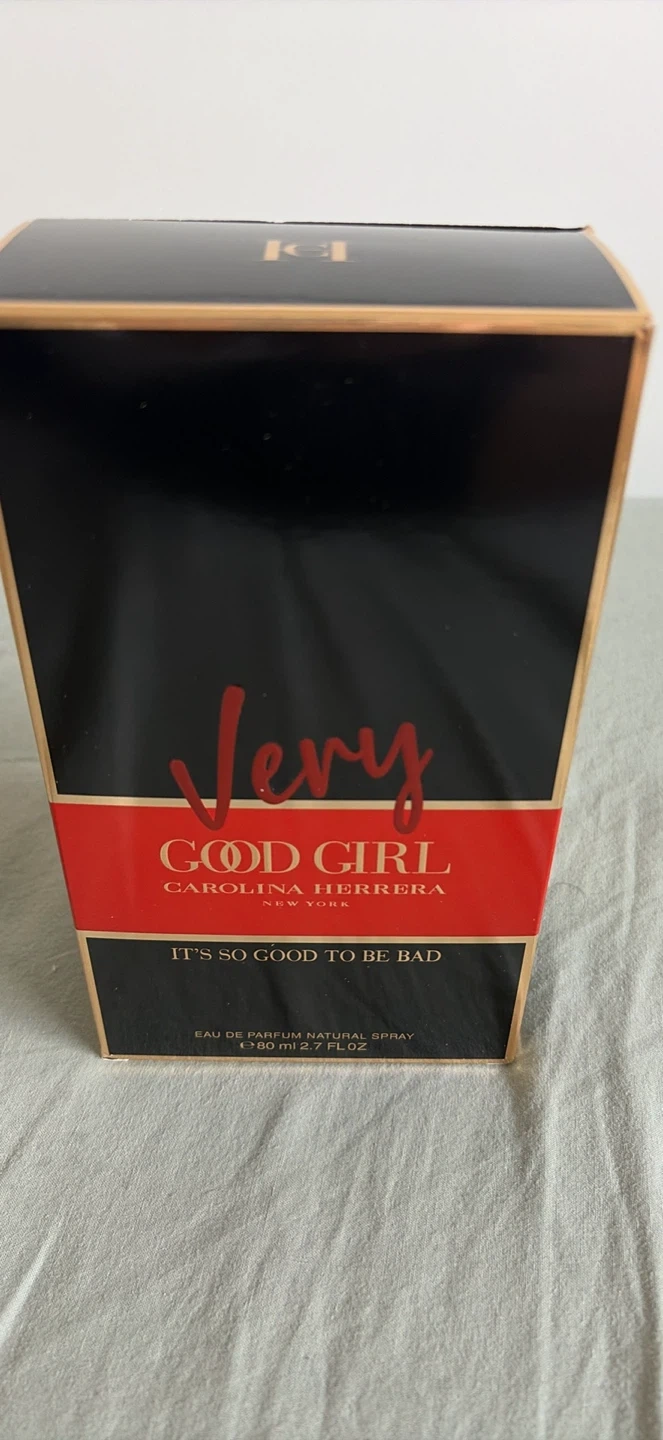 CH
Very
GOOD GIRL
CAROLINA HERRERA
NEW YORK
IT'S SO GOOD TO BE BAD
EAU DE PARFUM NATURAL SPRAY
℮ 80 ml 2.7 FL OZ